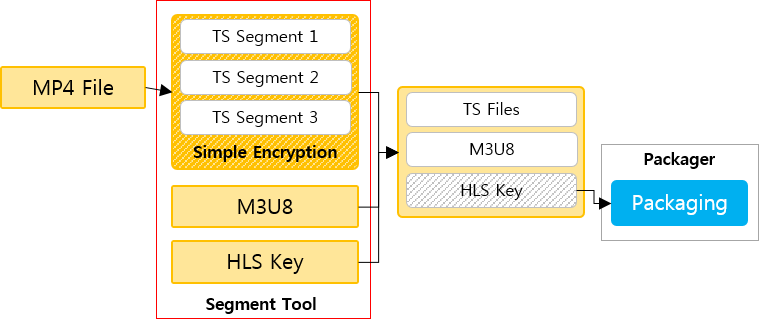 MP4 File
TS Segment 1
TS Segment 2
TS Segment 3
Simple Encryption
M3U8
HLS Key
Segment Tool
TS Files
M3U8
HLS Key
Packager
Packaging